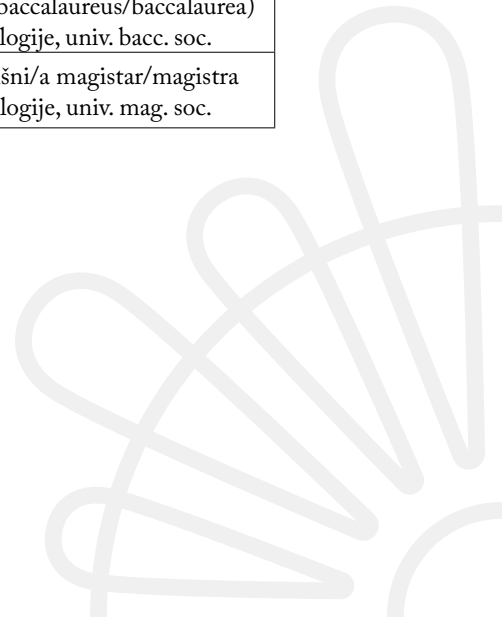 baccalaureus/baccalaurea)
logije, univ. bacc. soc.
šni/a magistar/magistra
logije, univ. mag. soc.